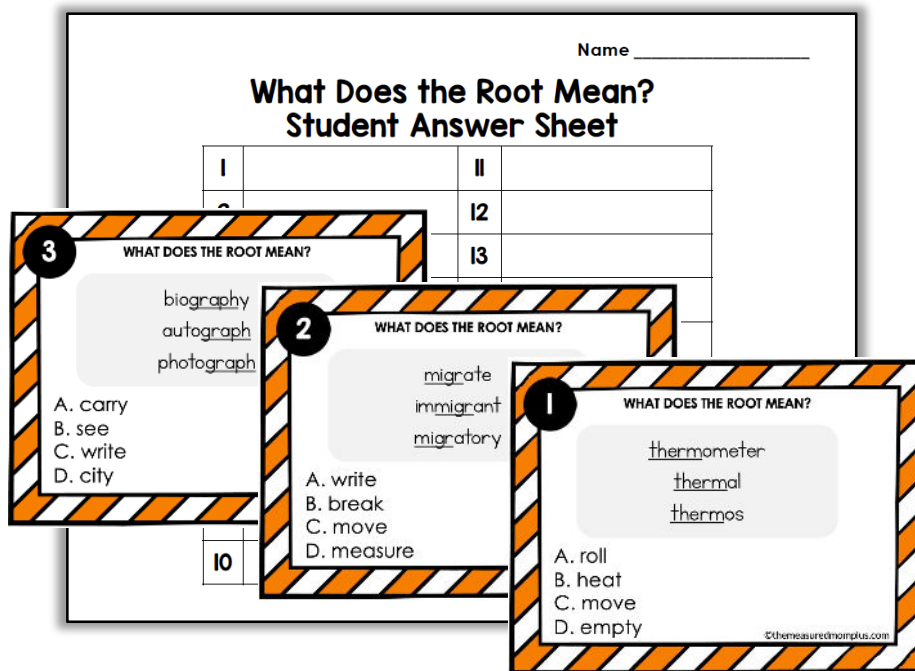 Name ____________________
What Does the Root Mean?
Student Answer Sheet
1
11
12
13
10
3
WHAT DOES THE ROOT MEAN?
biography
autograph
photograph
A. carry
B. see
C. write
D. city
2
WHAT DOES THE ROOT MEAN?
migrate
immigrant
migratory
A. write
B. break
C. move
D. measure
1
WHAT DOES THE ROOT MEAN?
thermometer
thermal
thermos
A. roll
B. heat
C. move
D. empty
©themeasuredmomplus.com